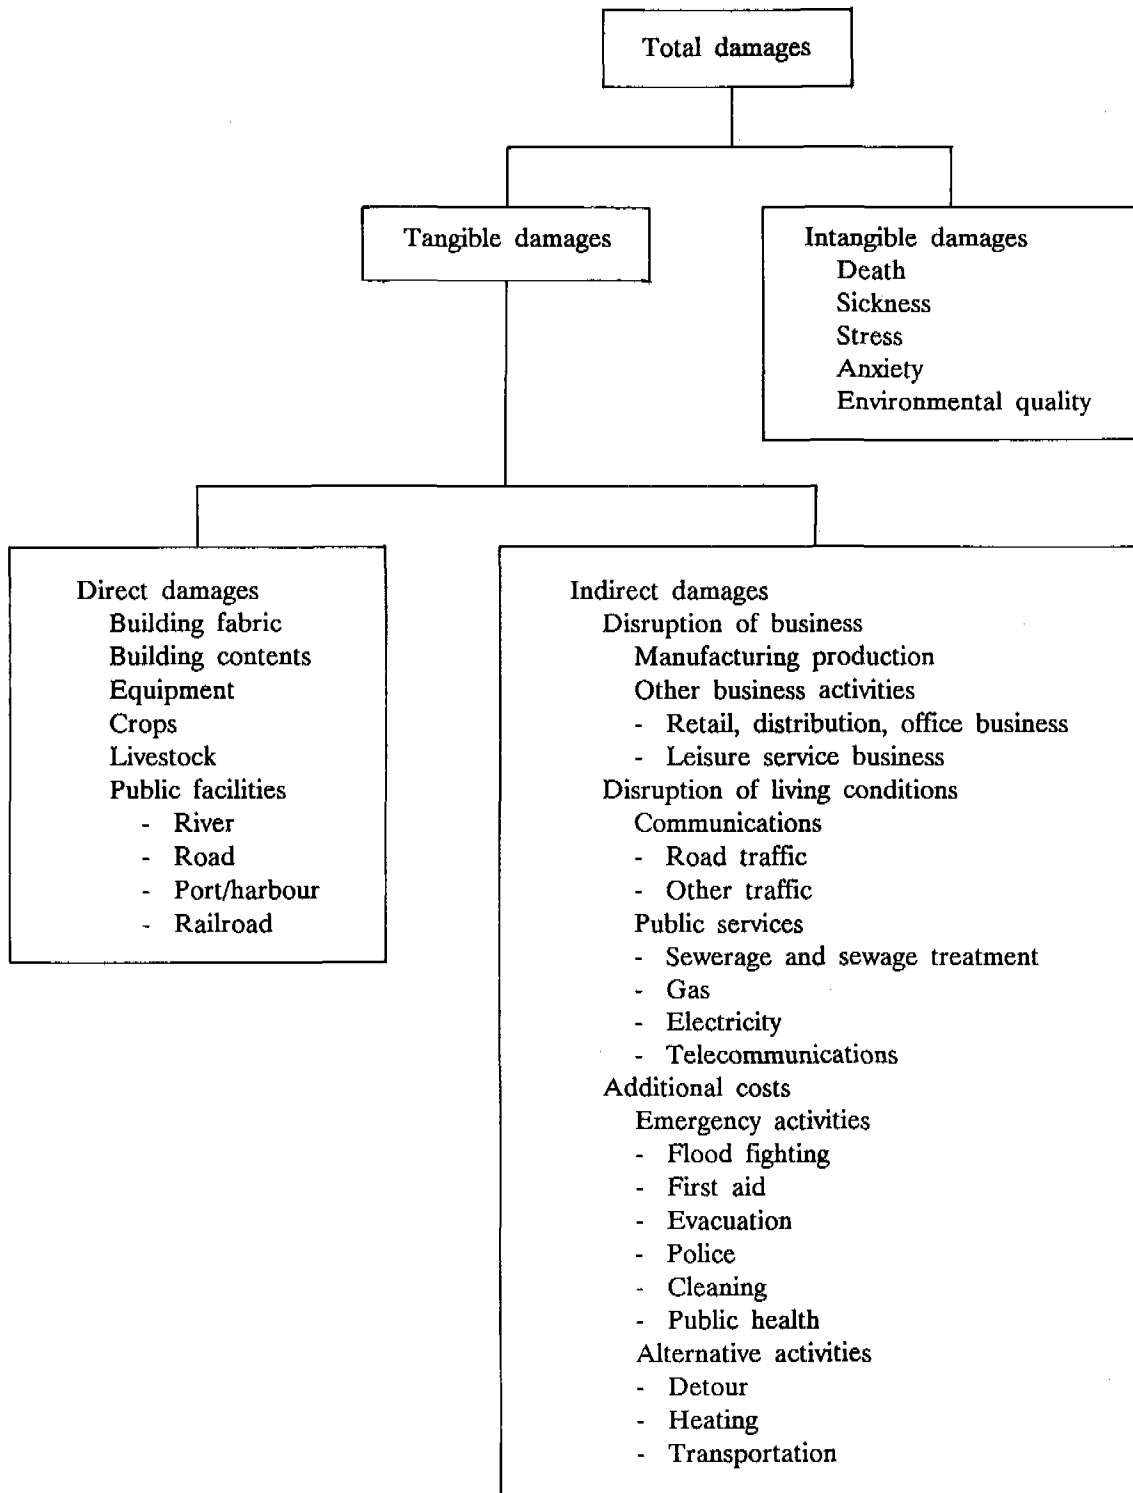 Total damages
Tangible damages
Intangible damages
Death
Sickness
Stress
Anxiety
Environmental quality
Direct damages
Building fabric
Building contents
Equipment
Crops
Livestock
Public facilities
- River
- Road
- Port/harbour
- Railroad
Indirect damages
Disruption of business
Manufacturing production
Other business activities
- Retail, distribution, office business
- Leisure service business
Disruption of living conditions
Communications
- Road traffic
- Other traffic
Public services
- Sewerage and sewage treatment
- Gas
- Electricity
- Telecommunications
Additional costs
Emergency activities
- Flood fighting
- First aid
- Evacuation
- Police
- Cleaning
- Public health
Alternative activities
- Detour
- Heating
- Transportation